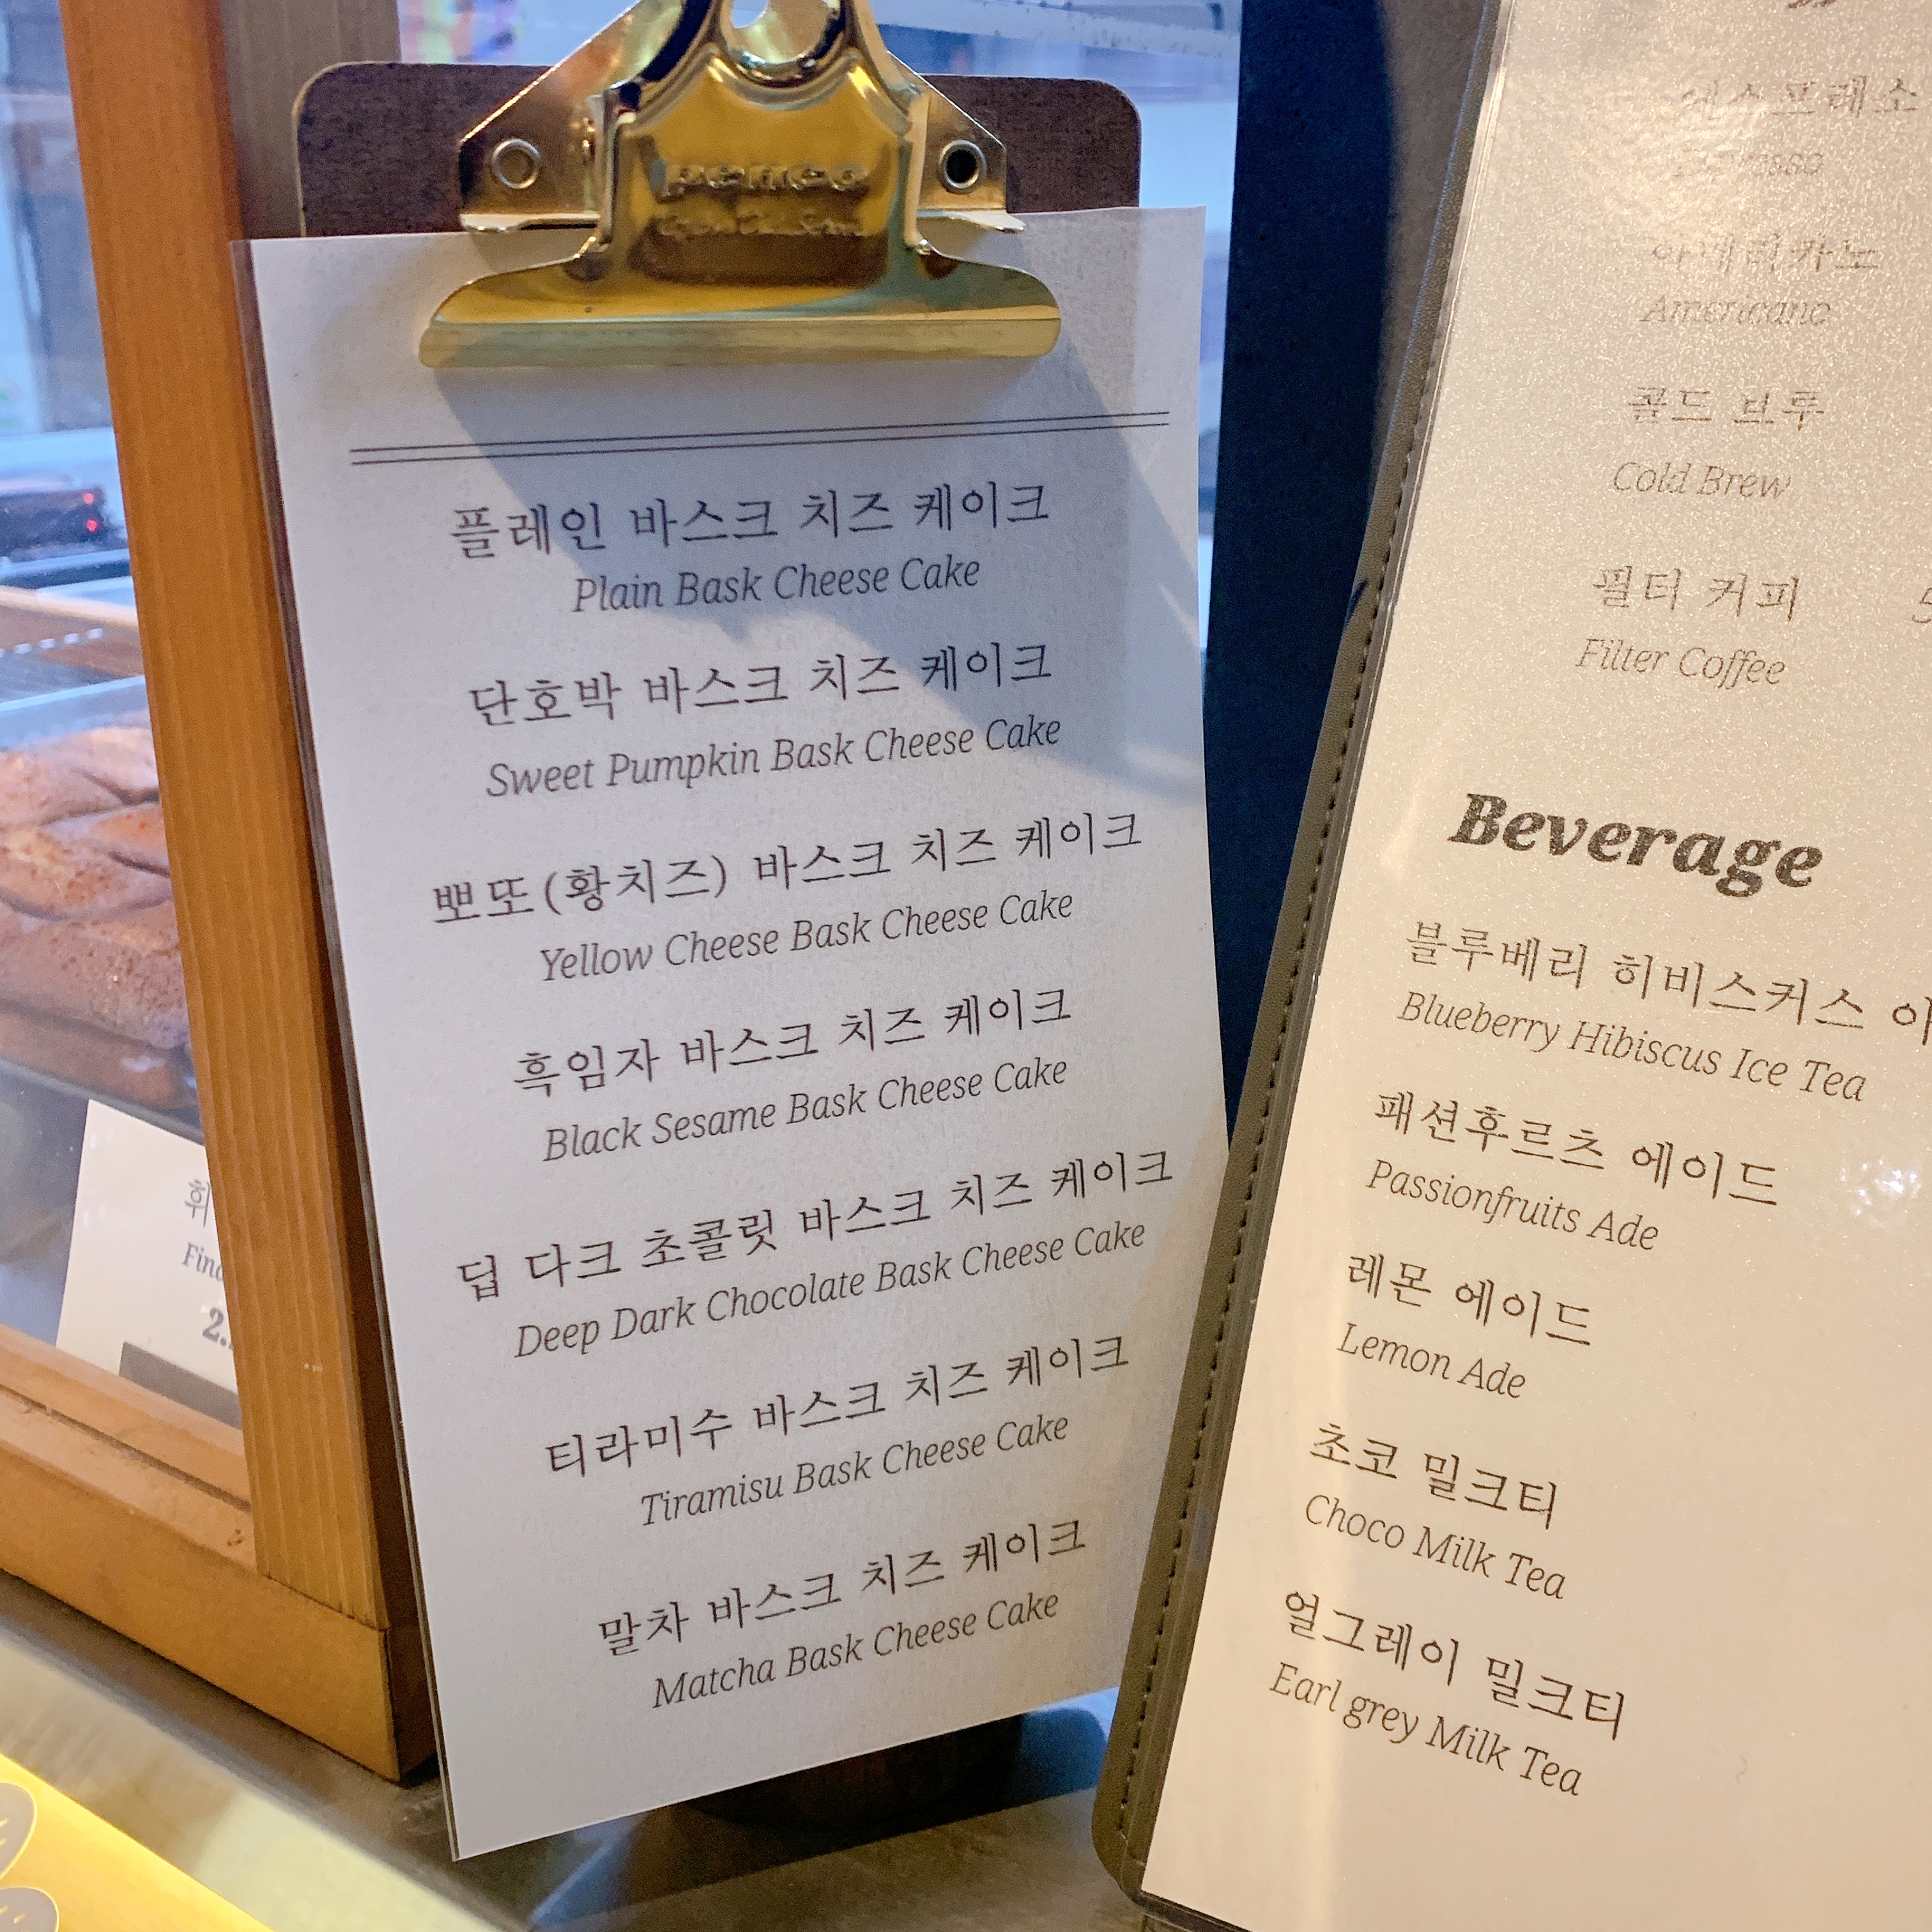 penco
플레인 바스크 치즈 케이크
Plain Bask Cheese Cake
단호박 바스크 치즈 케이크
Sweet Pumpkin Bask Cheese Cake
뽀또(황치즈) 바스크 치즈 케이크
Yellow Cheese Bask Cheese Cake
흑임자 바스크 치즈 케이크
Black Sesame Bask Cheese Cake
딥 다크 초콜릿 바스크 치즈 케이크
Deep Dark Chocolate Bask Cheese Cake
티라미수 바스크 치즈 케이크
Tiramisu Bask Cheese Cake
말차 바스크 치즈 케이크
Matcha Bask Cheese Cake
에스프레소
아메리카노
Americano
콜드 브루
Cold Brew
필터 커피
Filter Coffee
Beverage
블루베리 히비스커스
Blueberry Hibiscus Ice Tea
패션후르츠 에이드
Passionfruits Ade
레몬 에이드
Lemon Ade
초코 밀크티
Choco Milk Tea
얼그레이 밀크티
Earl grey Milk Tea